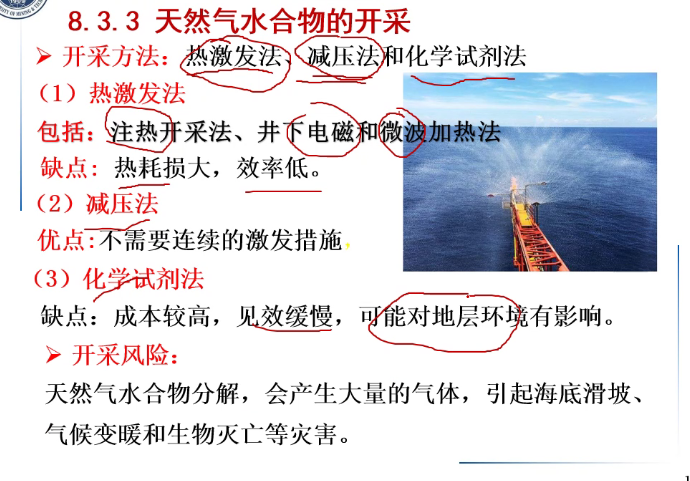 8.3.3 天然气水合物的开采
➢ 开采方法：热激发法、减压法和化学试剂法
（1）热激发法
包括：注热开采法、井下电磁和微波加热法
缺点：热耗损大，效率低。
（2）减压法
优点:不需要连续的激发措施，
（3）化学试剂法
缺点：成本较高，见效缓慢，可能对地层环境有影响。
➢ 开采风险：
天然气水合物分解，会产生大量的气体，引起海底滑坡、
气候变暖和生物灭亡等灾害。